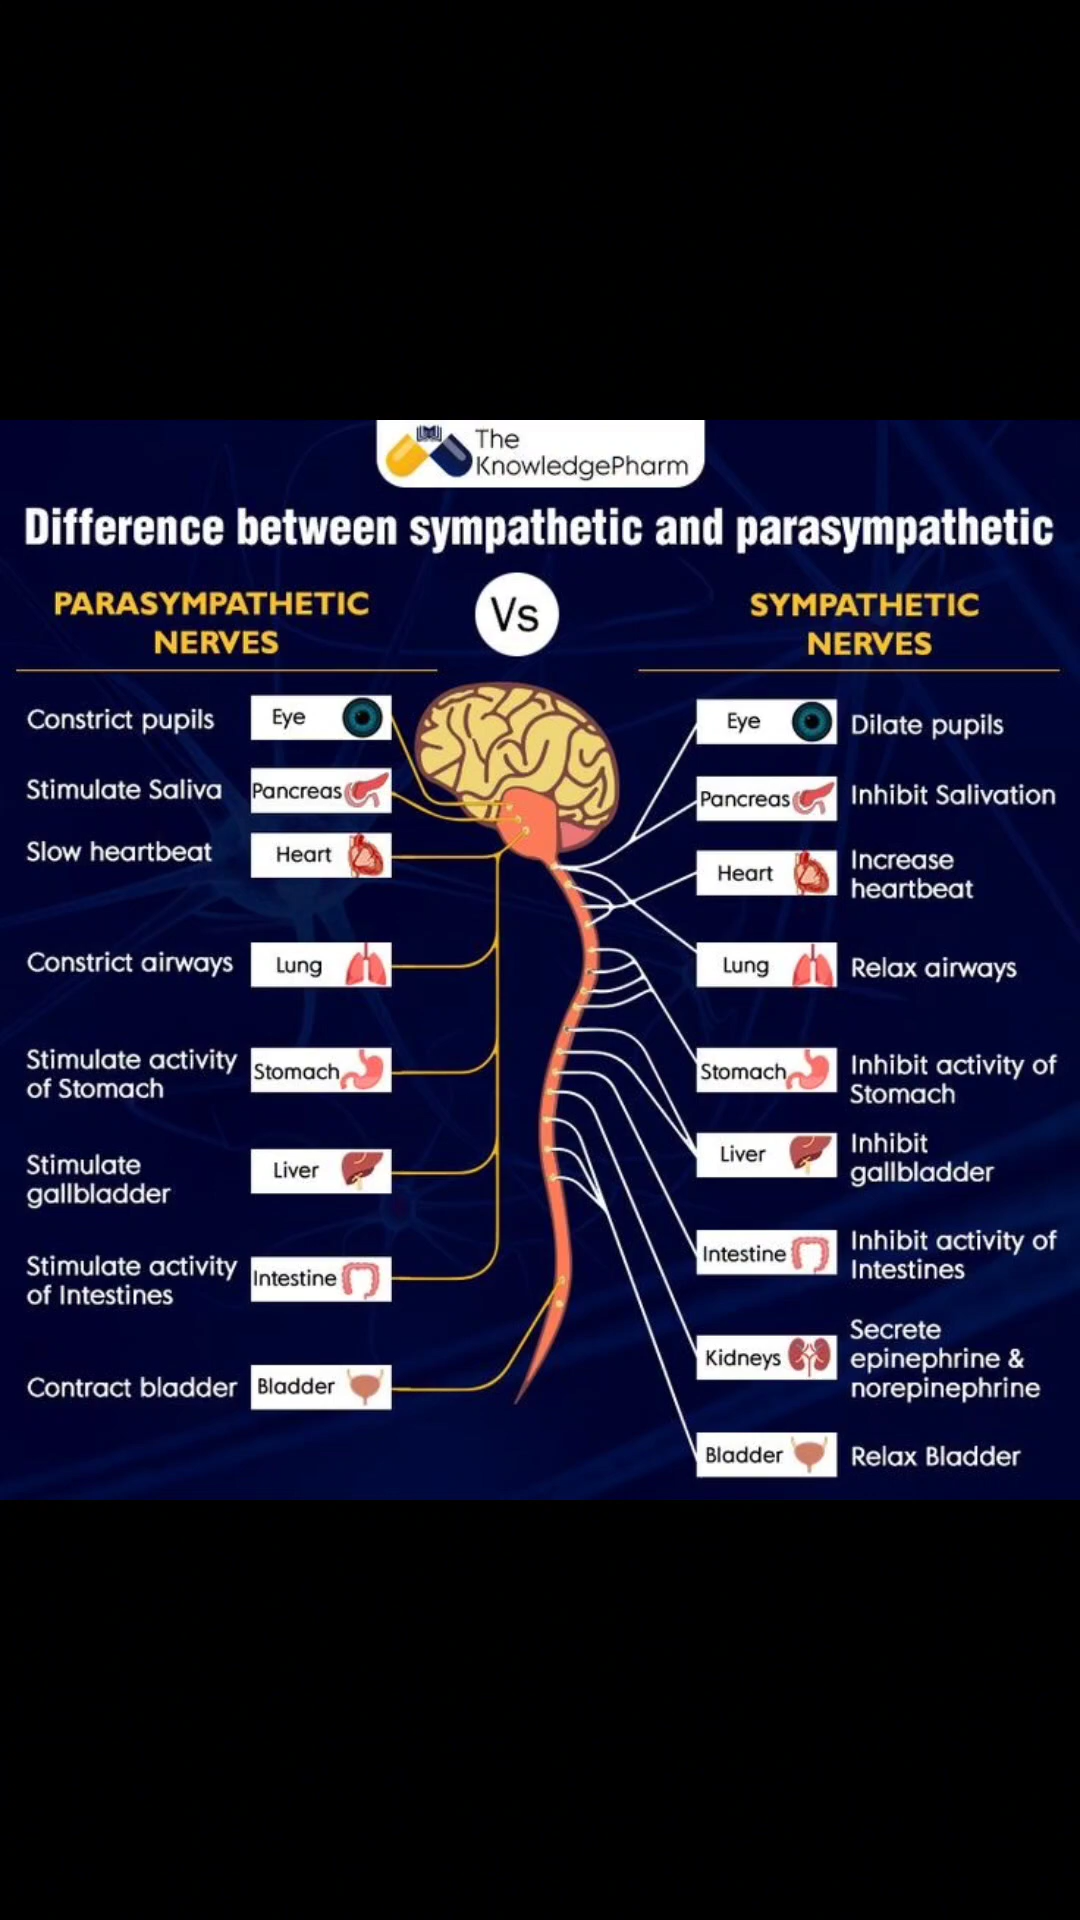 The
KnowledgePharm
Difference between sympathetic and parasympathetic
PARASYMPATHETIC
NERVES
Vs
SYMPATHETIC
NERVES
Constrict pupils
Eye
Stimulate Saliva
Pancreas
Slow heartbeat
Heart
Constrict airways
Lung
Stimulate activity
of Stomach
Stomach
Stimulate
gallbladder
Liver
Stimulate activity
of Intestines
Intestine
Contract bladder
Bladder
Eye
Dilate pupils
Pancreas
Inhibit Salivation
Heart
Increase
heartbeat
Lung
Relax airways
Stomach
Inhibit activity of
Stomach
Liver
Inhibit
gallbladder
Intestine
Inhibit activity of
Intestines
Kidneys
Secrete
epinephrine &
norepinephrine
Bladder
Relax Bladder